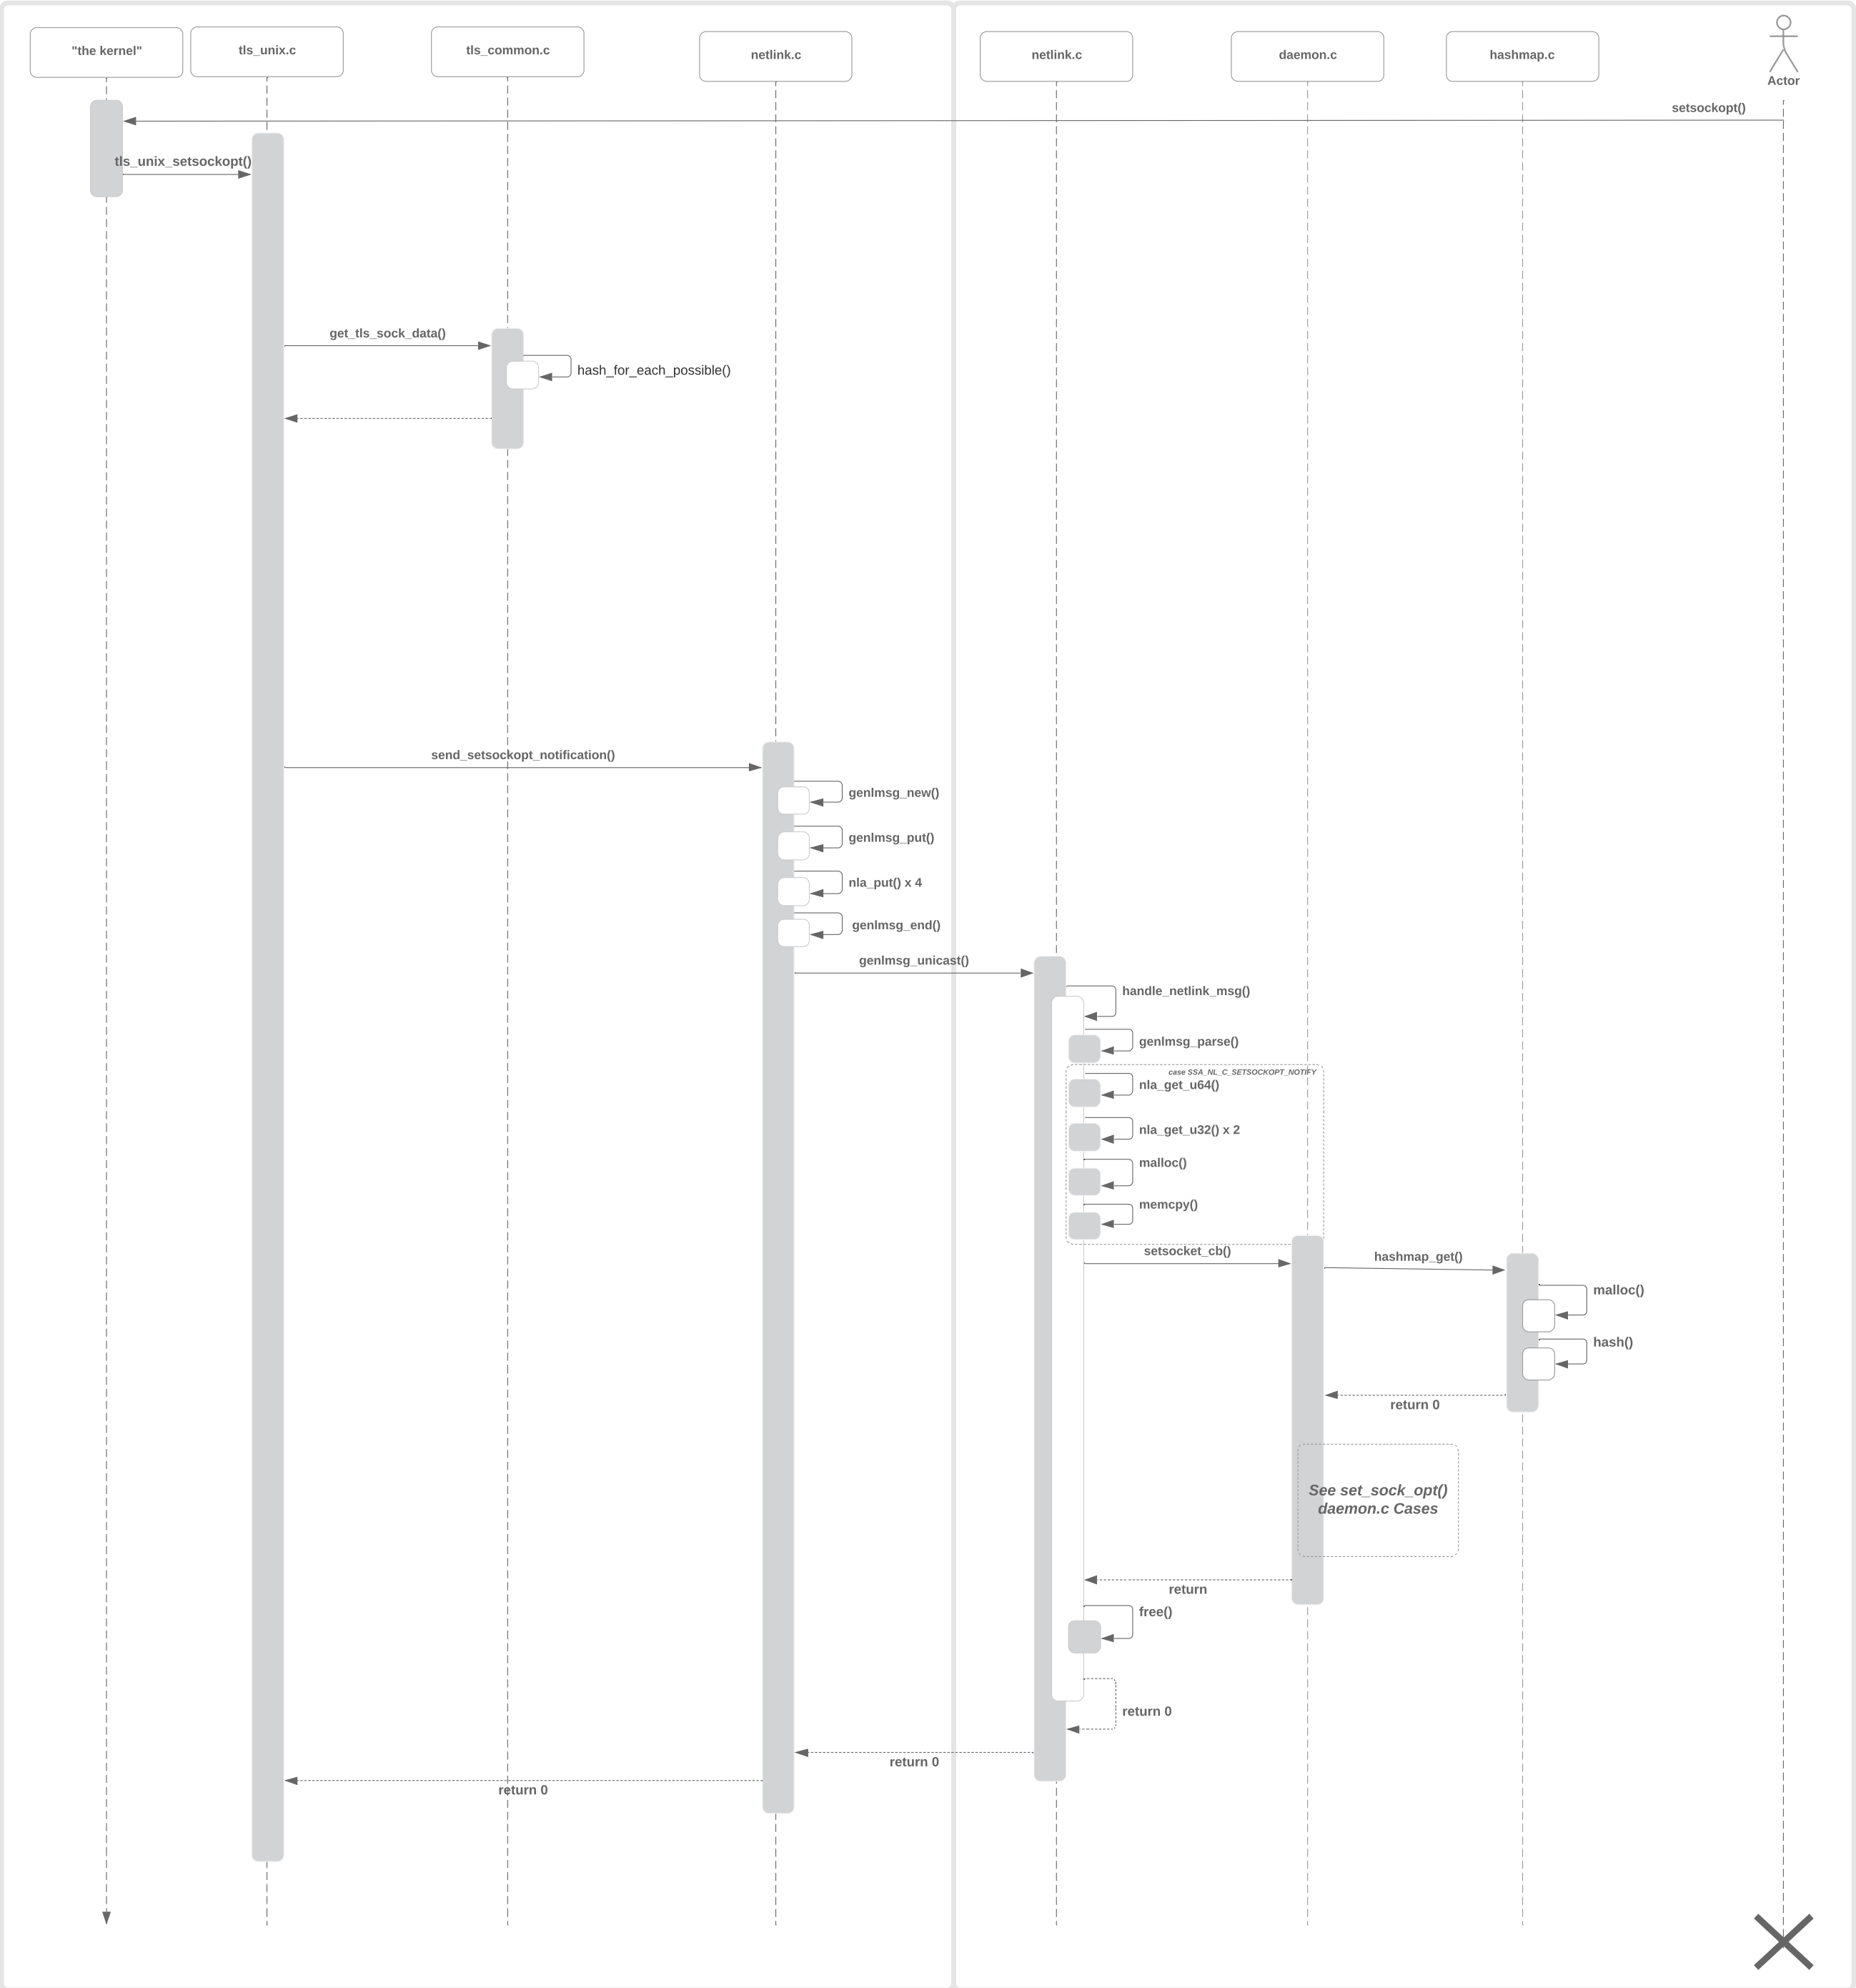 "the kernel"
tls_unix.c
tls_common.c
netlink.c
netlink.c
daemon.c
hashmap.c
Actor
setsockopt()
tls_unix_setsockopt()
get_tls_sock_data()
hash_for_each_possible()
send_setsockopt_notification()
genlmsg_new()
genlmsg_put()
nla_put() x 4
genlmsg_end()
genlmsg_unicast()
handle_netlink_msg()
genlmsg_parse()
case SSA_NL_C_SETSOCKOPT_NOTIFY
nla_get_u64()
nla_get_u32() x 2
malloc()
memcpy()
setsocket_cb()
hashmap_get()
malloc()
hash()
return 0
See set_sock_opt()
daemon.c Cases
return
free()
return 0
return 0
return 0